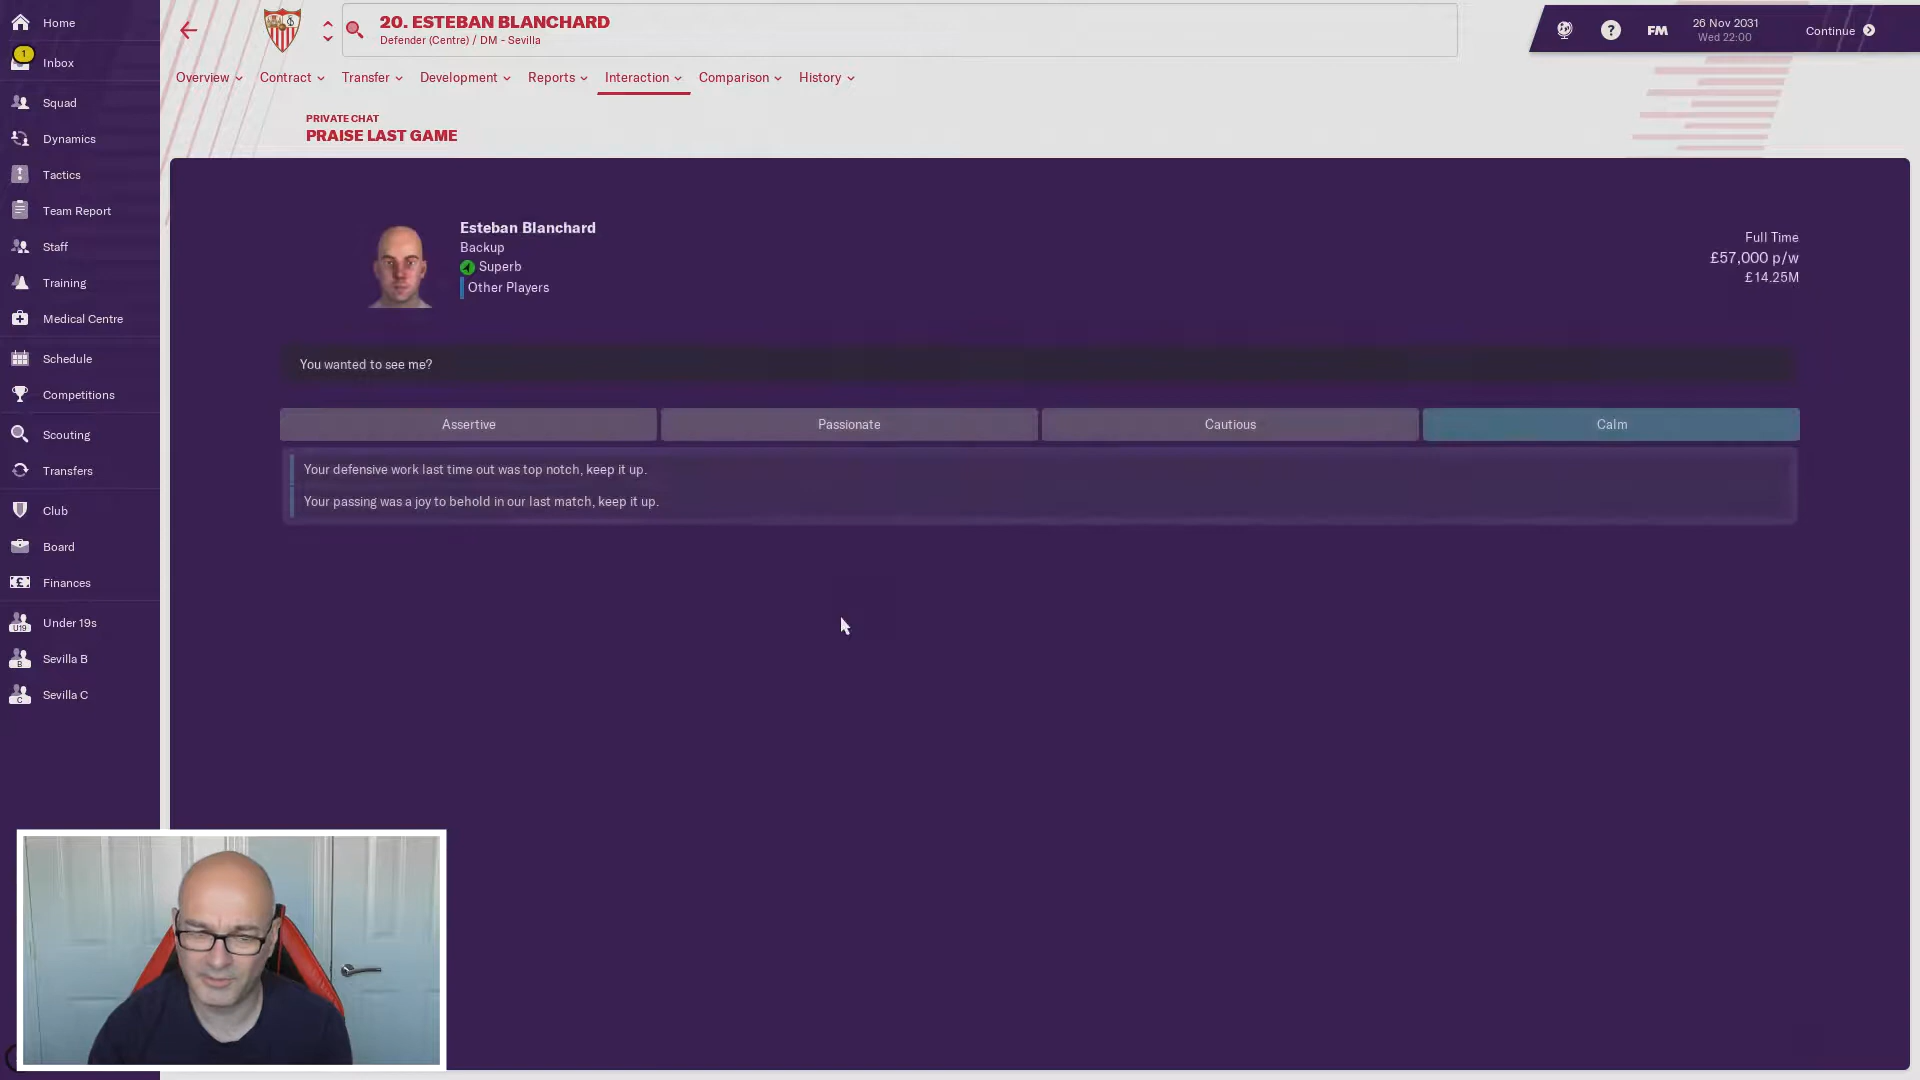 Home
1
Inbox
Squad
Dynamics
Tactics
Team Report
Staff
Training
Medical Centre
Schedule
Competitions
Scouting
Transfers
Club
Board
Finances
U19
Under 19s
B
Sevilla B
C
Sevilla C
20. ESTEBAN BLANCHARD
Defender (Centre) / DM - Sevilla
?
FM
26 Nov 2031
Wed 22:00
Continue
Overview
Contract
Transfer
Development
Reports
Interaction
Comparison
History
PRIVATE CHAT
PRAISE LAST GAME
Esteban Blanchard
Backup
Superb
Other Players
Full Time
£57,000 p/w
£14.25M
You wanted to see me?
Assertive
Passionate
Cautious
Calm
Your defensive work last time out was top notch, keep it up.
Your passing was a joy to behold in our last match, keep it up.